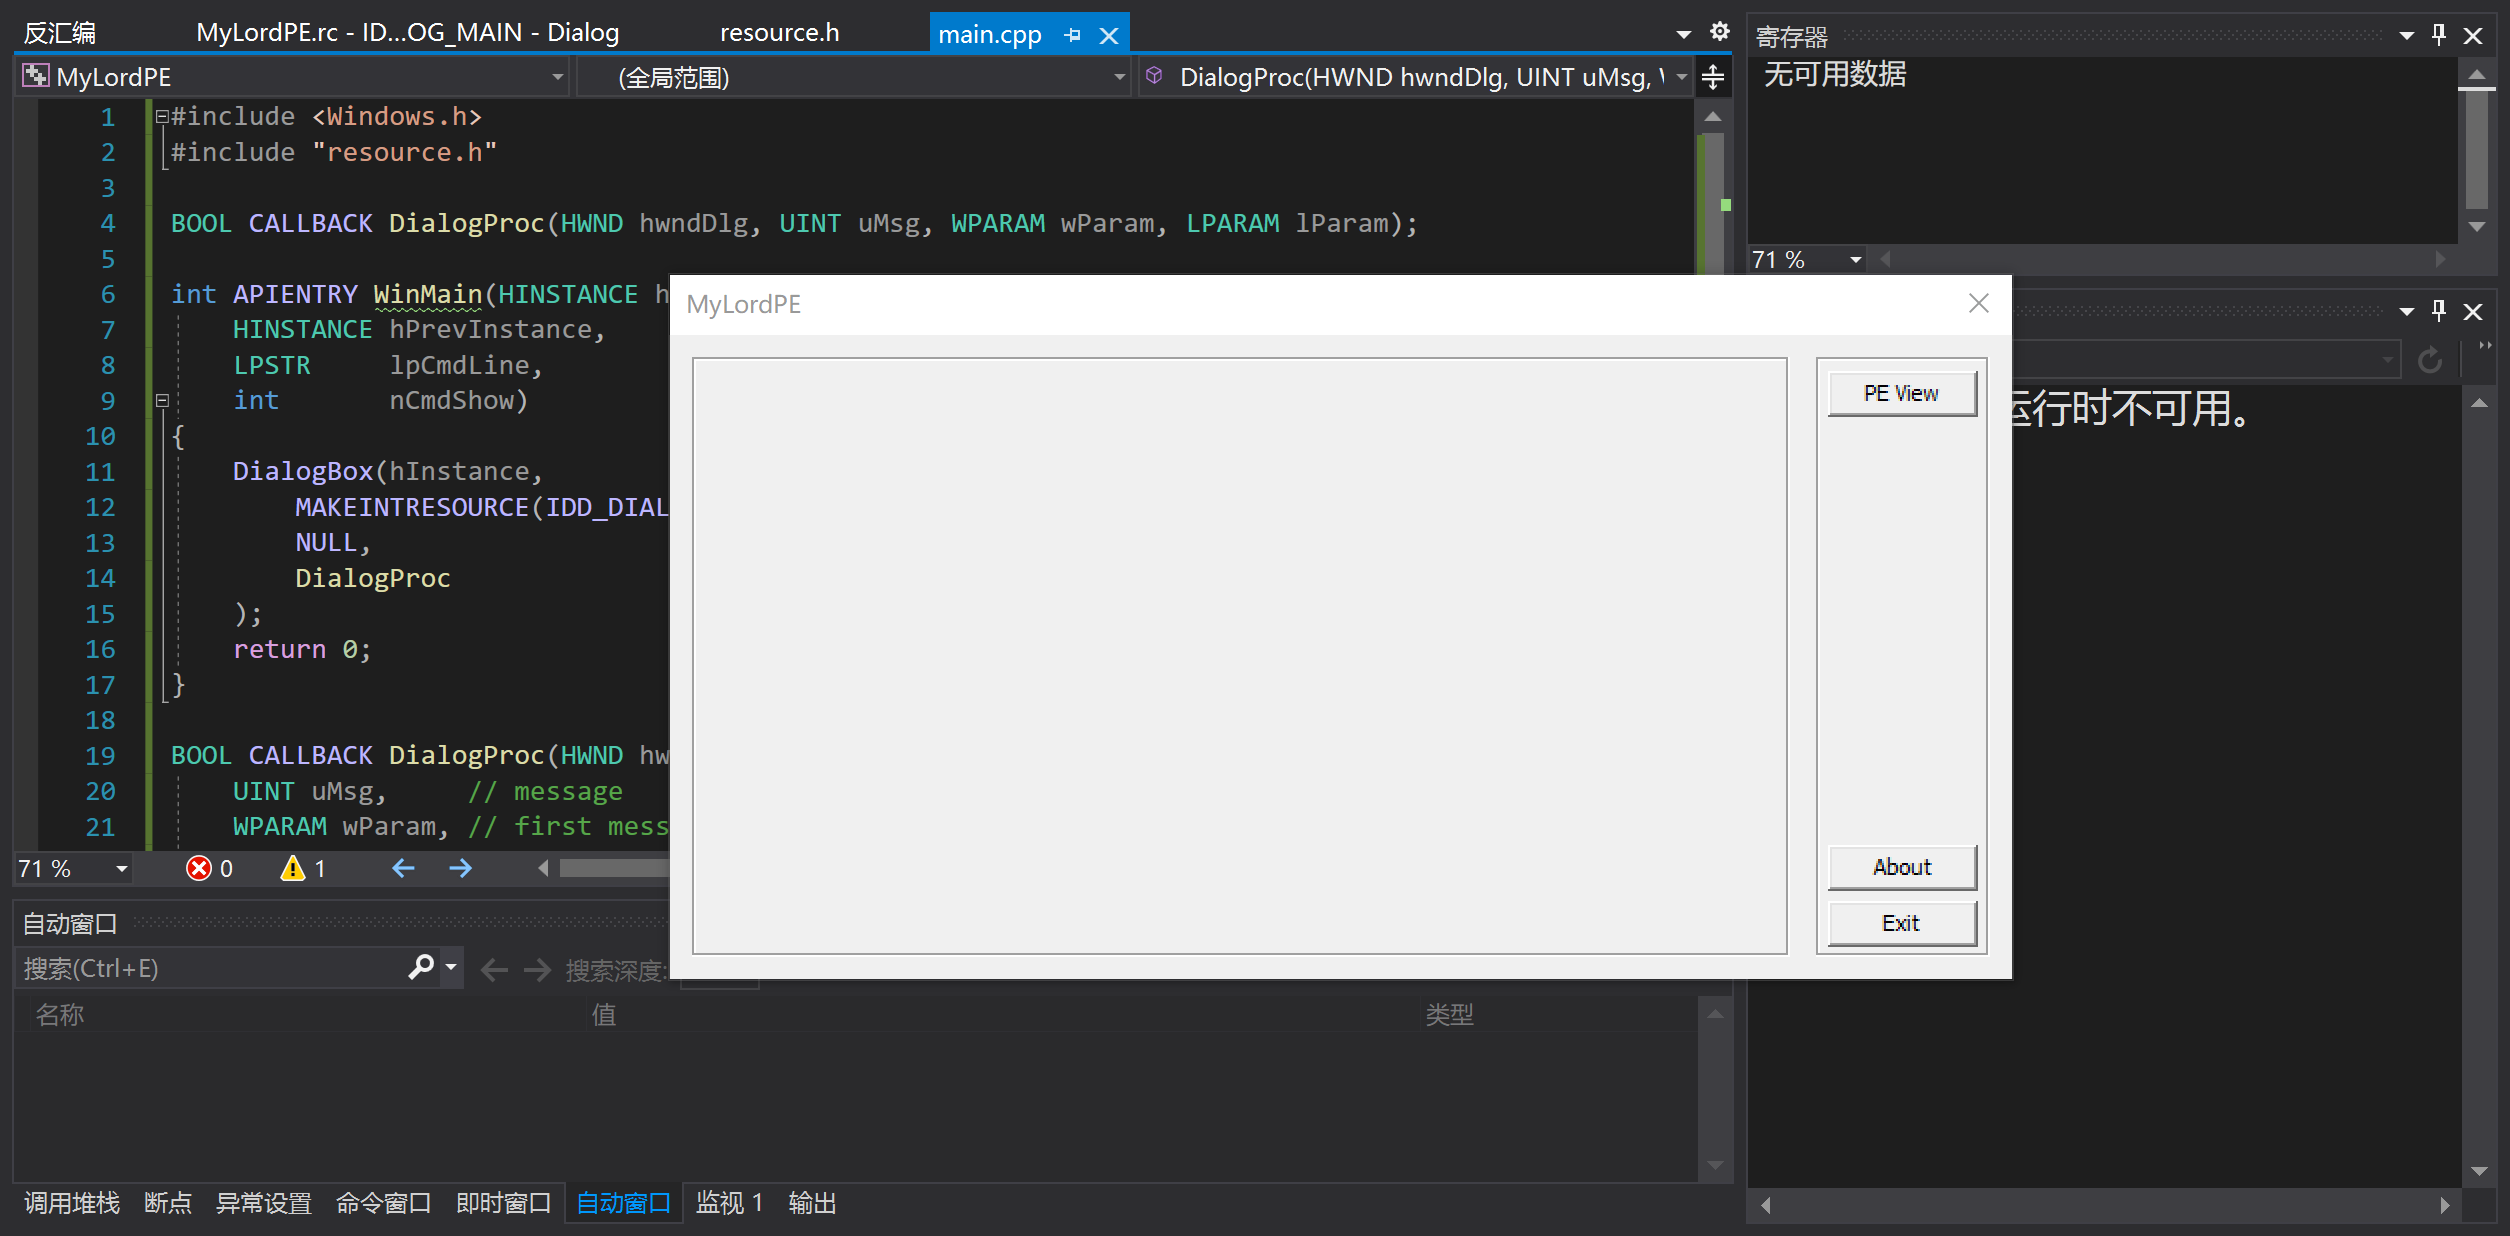 反汇编 MyLordPE.rc - ID...OG_MAIN - Dialog resource.h main.cpp
MyLordPE (全局范围) DialogProc(HWND hwndDlg, UINT uMsg,
1 #include <Windows.h>
2 #include "resource.h"
3
4 BOOL CALLBACK DialogProc(HWND hwndDlg, UINT uMsg, WPARAM wParam, LPARAM lParam);
5
6 int APIENTRY WinMain(HINSTANCE h
7 HINSTANCE hPrevInstance,
8 LPSTR lpCmdLine,
9 int nCmdShow)
10 {
11 DialogBox(hInstance,
12 MAKEINTRESOURCE(IDD_DIAL
13 NULL,
14 DialogProc
15 );
16 return 0;
17 }
18
19 BOOL CALLBACK DialogProc(HWND hw
20 UINT uMsg, // message
21 WPARAM wParam, // first mess
71 % 0 1
自动窗口
搜索(Ctrl+E) 搜索深度:
名称 值 类型
调用堆栈 断点 异常设置 命令窗口 即时窗口 自动窗口 监视 1 输出
寄存器
无可用数据
71 %
运行时不可用。
MyLordPE
PE View
About
Exit